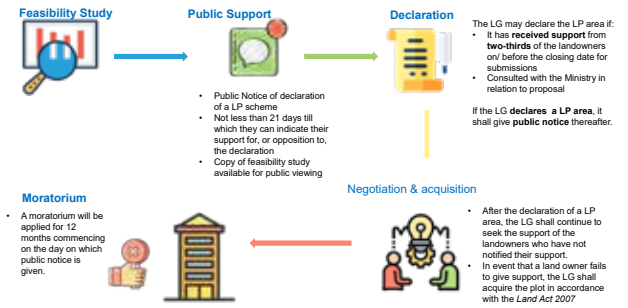 Feasibility Study
Public Support
Declaration
The LG may declare the LP area if:
• It has received support from
two-thirds of the landowners
on/ before the closing date for
submissions
• Consulted with the Ministry in
relation to proposal
If the LG declares a LP area, it
shall give public notice thereafter.
• Public Notice of declaration
of a LP scheme
• Not less than 21 days till
which they can indicate their
support for, or opposition to,
the declaration
• Copy of feasibility study
available for public viewing
Negotiation & acquisition
• After the declaration of a LP
area, the LG shall continue to
seek the support of the
landowners who have not
notified their support.
• In event that a land owner fails
to give support, the LG shall
acquire the plot in accordance
with the Land Act 2007
Moratorium
• A moratorium will be
applied for 12
months commencing
on the day on which
public notice is
given.